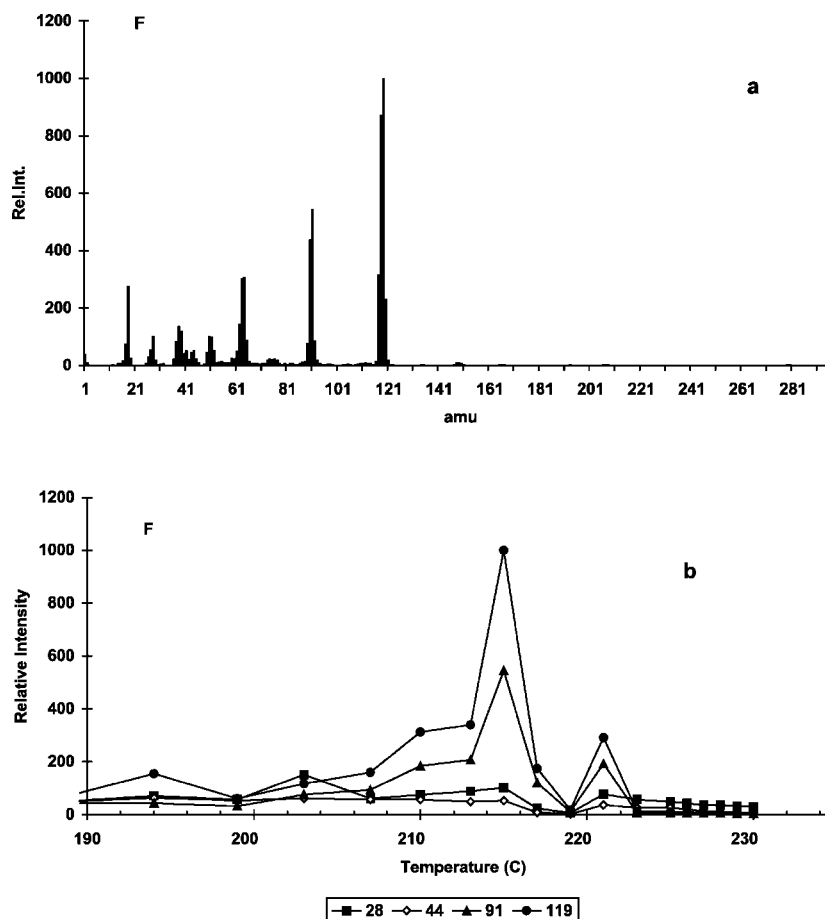 F
a
1200
1000
800
600
400
200
0
Rel.Int.
1 21 41 61 81 101 121 141 161 181 201 221 241 261 281
amu
F
b
1200
1000
800
600
400
200
0
Relative Intensity
190 200 210 220 230
Temperature (C)
28 44 91 119